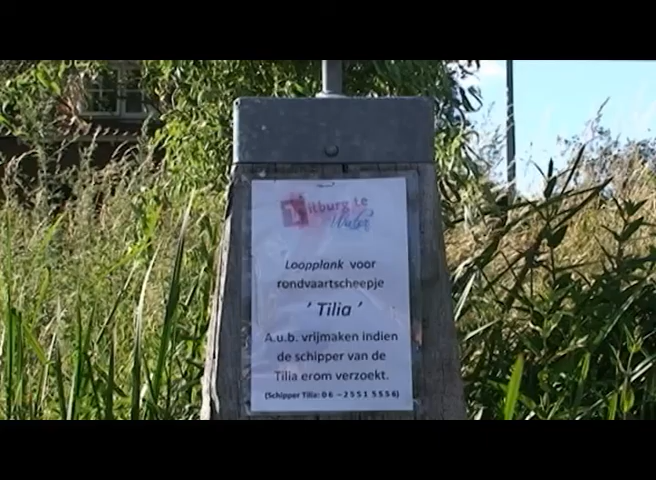 Tilburg te
Water
Loopplank voor
rondvaartscheepje
' Tilia '
A.u.b. vrijmaken indien
de schipper van de
Tilia erom verzoekt.
(Schipper Tilia: 06 – 2551 5556)